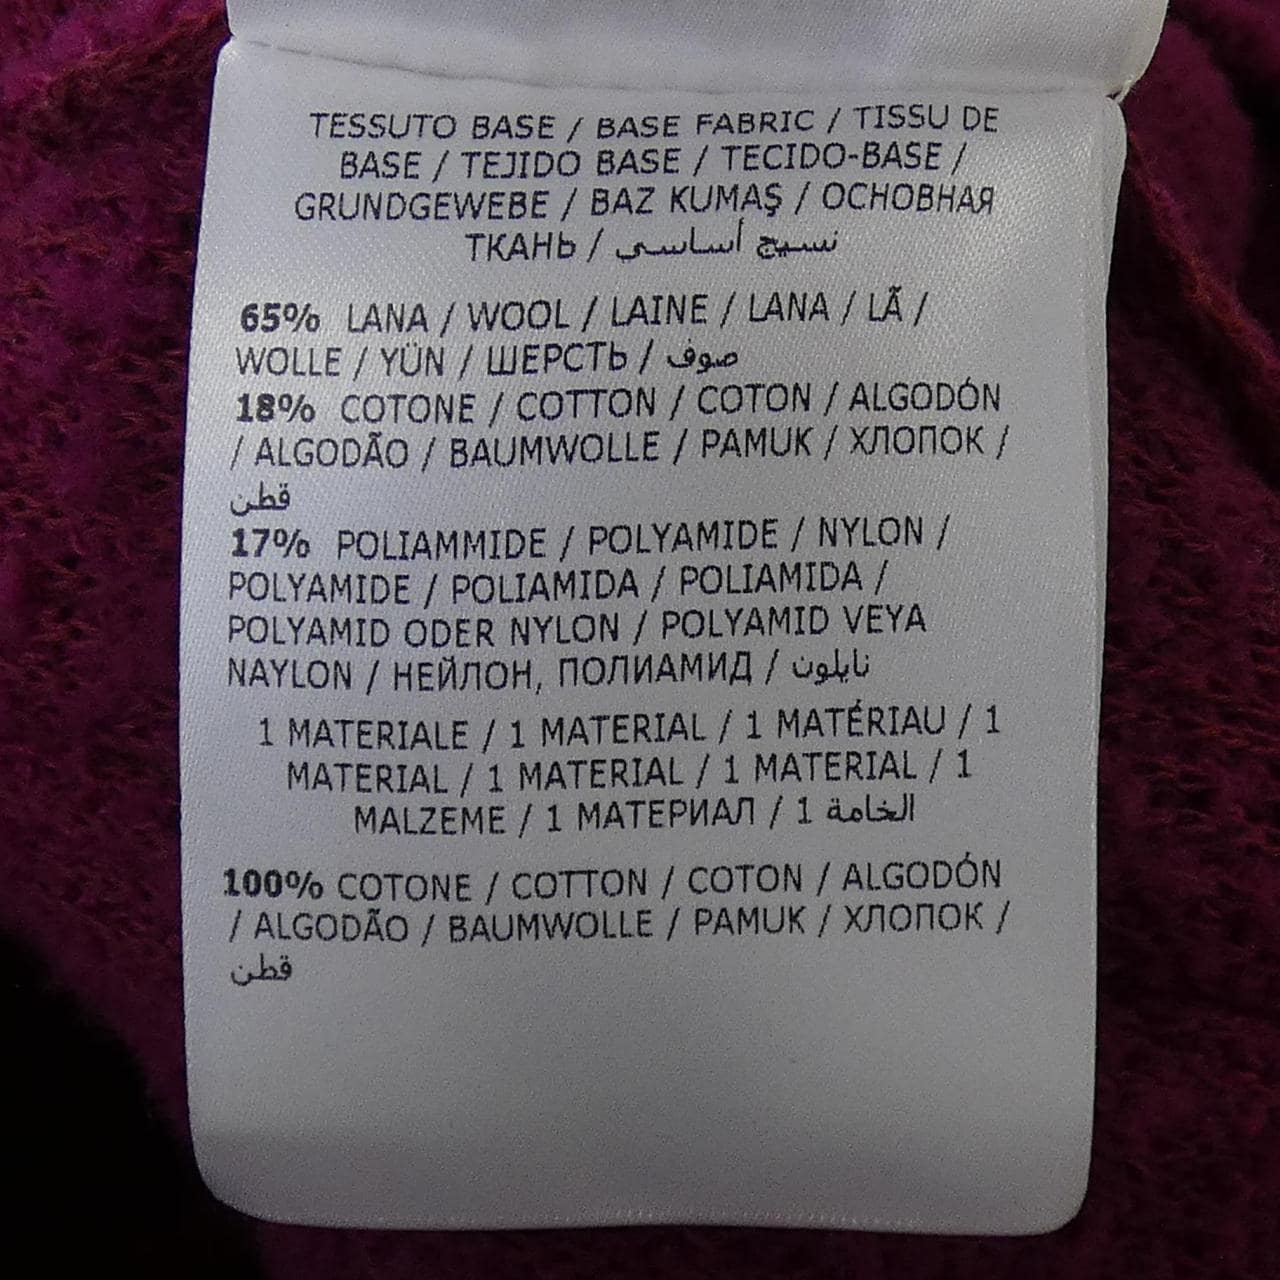 TESSUTO BASE / BASE FABRIC / TISSU DE
BASE / TEJIDO BASE / TECIDO-BASE /
GRUNDGEWEBE / BAZ KUMAŞ / ОСНОВНАЯ
ТКАНЬ / نسيج أساسي
65% LANA / WOOL / LAINE / LANA / LÃ /
WOLLE / YÜN / ШЕРСТЬ / صوف
18% COTONE / COTTON / COTON / ALGODÓN
/ ALGODÃO / BAUMWOLLE / PAMUK / ХЛОПОК /
قطن
17% POLIAMMIDE / POLYAMIDE / NYLON /
POLYAMIDE / POLIAMIDA / POLIAMIDA /
POLYAMID ODER NYLON / POLYAMID VEYA
NAYLON / НЕЙЛОН, ПОЛИАМИД / نايلون
1 MATERIALE / 1 MATERIAL / 1 MATÉRIAU / 1
MATERIAL / 1 MATERIAL / 1 MATERIAL / 1
MALZEME / 1 МАТЕРИАЛ / 1 الخامة
100% COTONE / COTTON / COTON / ALGODÓN
/ ALGODÃO / BAUMWOLLE / PAMUK / ХЛОПОК /
قطن